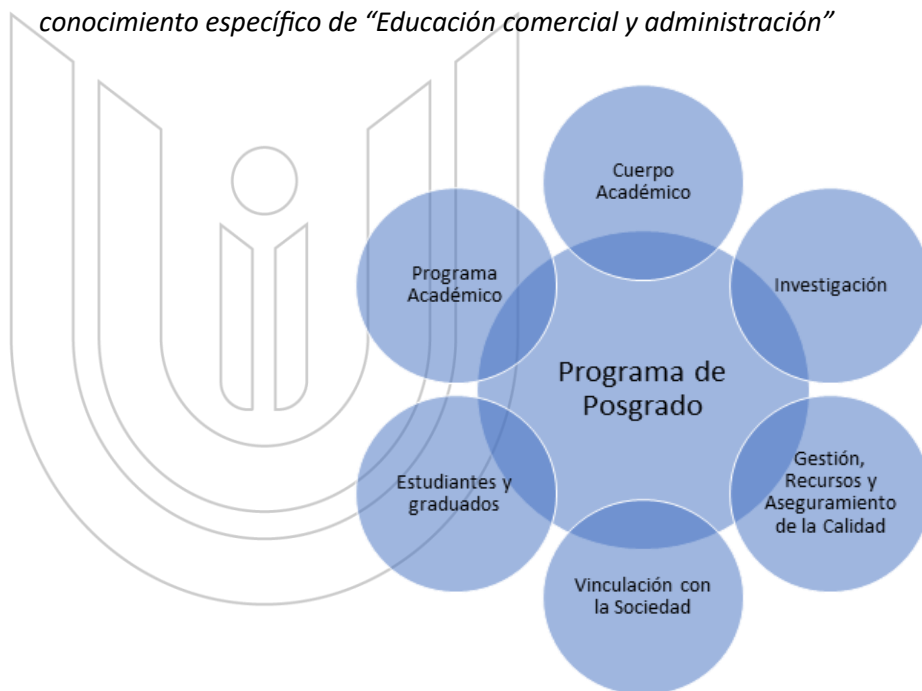 conocimiento específico de “Educación comercial y administración”
Cuerpo
Académico
Programa
Académico
Investigación
Programa de
Posgrado
Estudiantes y
graduados
Gestión,
Recursos y
Aseguramiento
de la Calidad
Vinculación con
la Sociedad